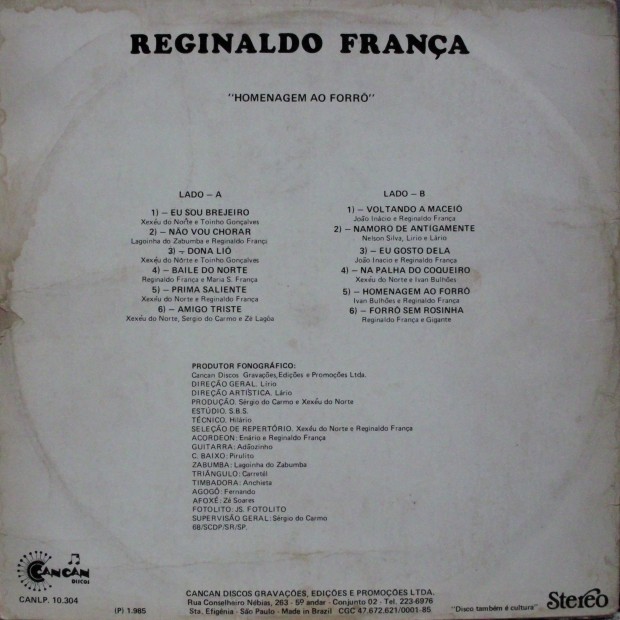 REGINALDO FRANÇA
"HOMENAGEM AO FORRÔ"
LADO – A
1) – EU SOU BREJEIRO
Xexéu do Norte e Toinho Gonçalves
2) – NÃO VOU CHORAR
Lagoinha do Zabumba e Reginaldo Françi
3) – DONA LIÓ
Xexéu do Norte e Toinho Gonçalves
4) – BAILE DO NORTE
Reginaldo França e Maria S. França
5) – PRIMA SALIENTE
Xexéu do Norte e Reginaldo França
6) – AMIGO TRISTE
Xexéu do Norte, Sergio do Carmo e Zé Lagôa
LADO – B
1) – VOLTANDO A MACEIÓ
João Inácio e Reginaldo França
2) – NAMORO DE ANTIGAMENTE
Nelson Silva, Lirio e Lário
3) – EU GOSTO DELA
João Inacio e Reginaldo França
4) – NA PALHA DO COQUEIRO
Xexéu do Norte e Ivan Bulhões
5) – HOMENAGEM AO FORRÔ
Ivan Bulhões e Reginaldo França
6) – FORRÔ SEM ROSINHA
Reginaldo França e Gigante
PRODUTOR FONOGRÁFICO:
Cancan Discos Gravações, Edições e Promoções Ltda.
DIREÇÃO GERAL: Lírio
DIREÇÃO ARTÍSTICA: Lário
PRODUÇÃO: Sérgio do Carmo e Xexéu do Norte
ESTÚDIO: S.B.S.
TÉCNICO: Hilário
SELEÇÃO DE REPERTÓRIO: Xexéu do Norte e Reginaldo França
ACORDEON: Enário e Reginaldo França
GUITARRA: Adãozinho
C. BAIXO: Pirulito
ZABUMBA: Lagoinha do Zabumba
TRIÂNGULO: Carretél
TIMBADORA: Anchieta
AGOGÔ: Fernando
AFOXÉ: Zé Soares
FOTOLITO: JS. FOTOLITO
SUPERVISÃO GERAL: Sérgio do Carmo
68/SCDP/SR/SP.
CANCAN
DISCOS
CANLP. 10.304
(P) 1.985
CANCAN DISCOS GRAVAÇÕES, EDIÇÕES E PROMOÇÕES LTDA.
Rua Conselheiro Nébias, 263 - 5º andar - Conjunto 02 - Tel. 223-6976
Sta. Efigênia - São Paulo - Made in Brazil CGC 47.672.621/0001-85
"Disco também é cultura"
Stereo